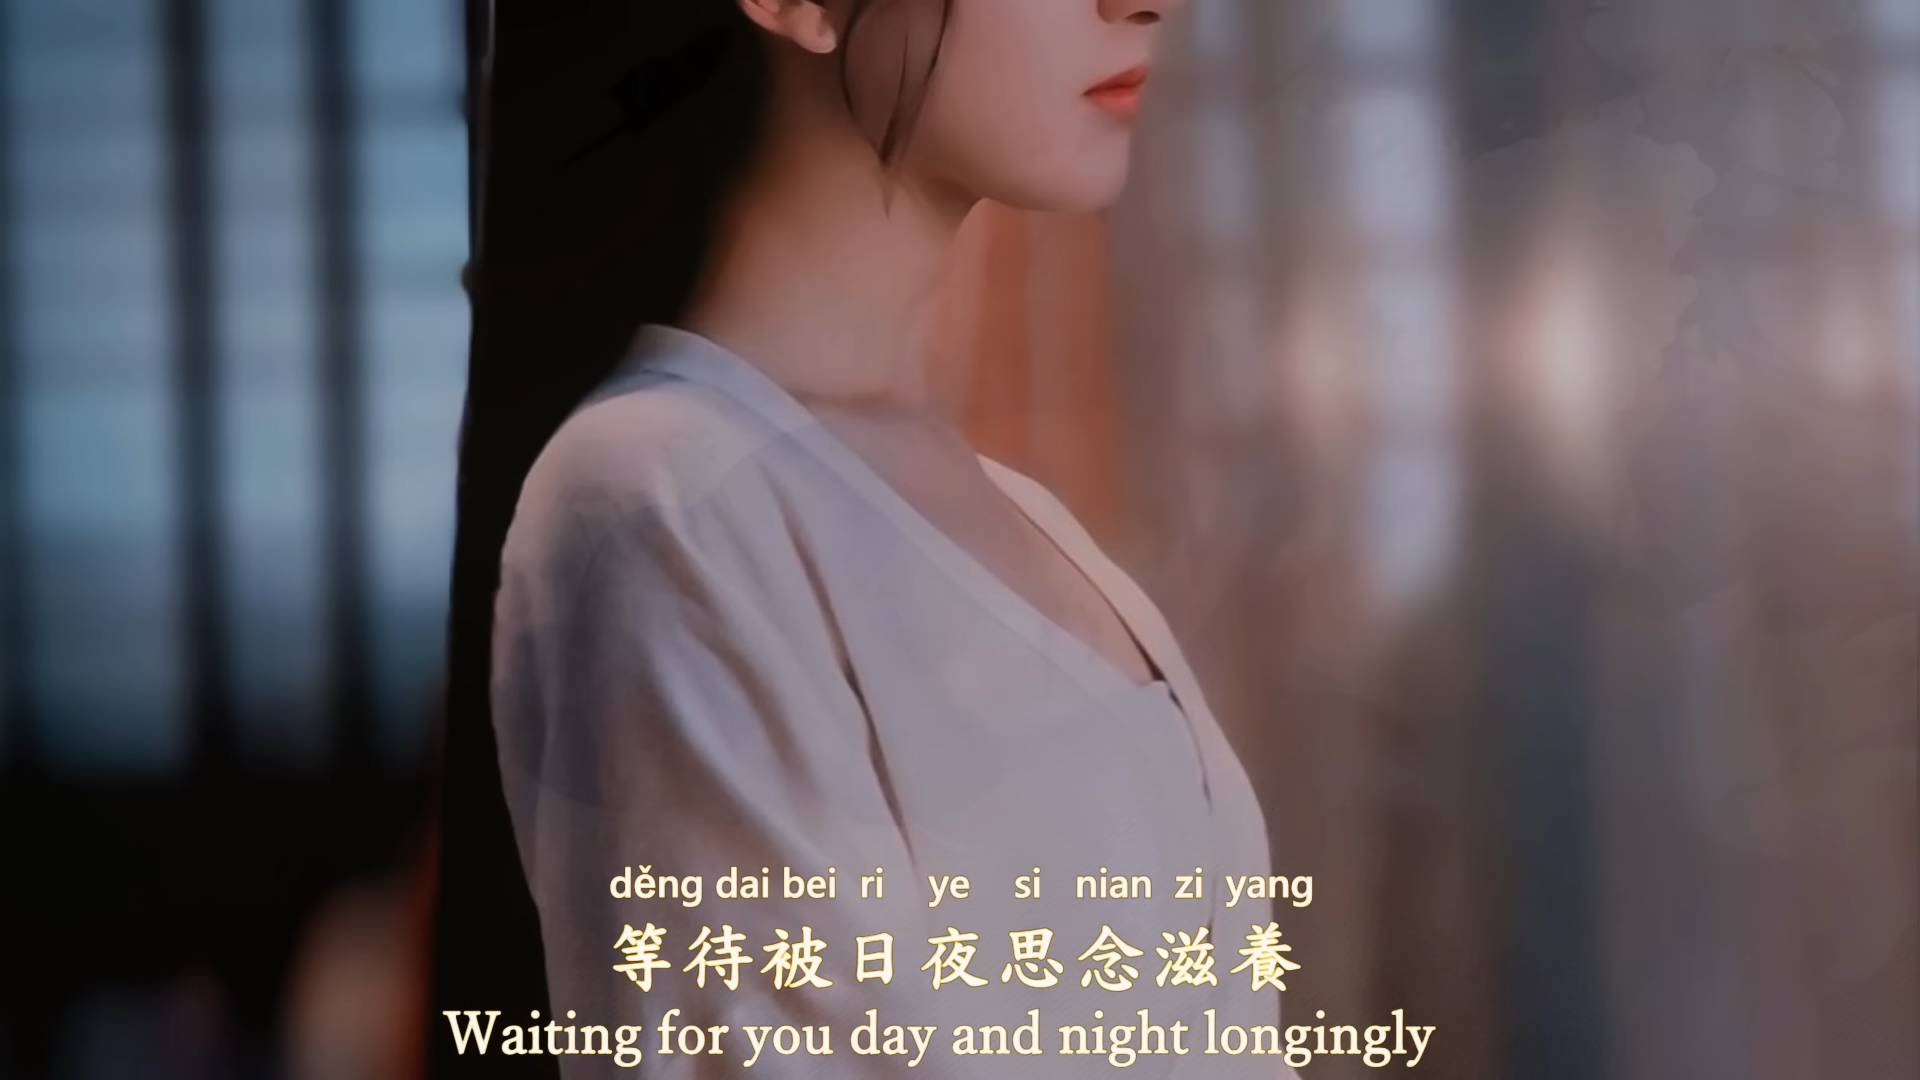 děng dai bei ri ye si nian zi yang
等待被日夜思念滋養
Waiting for you day and night longingly